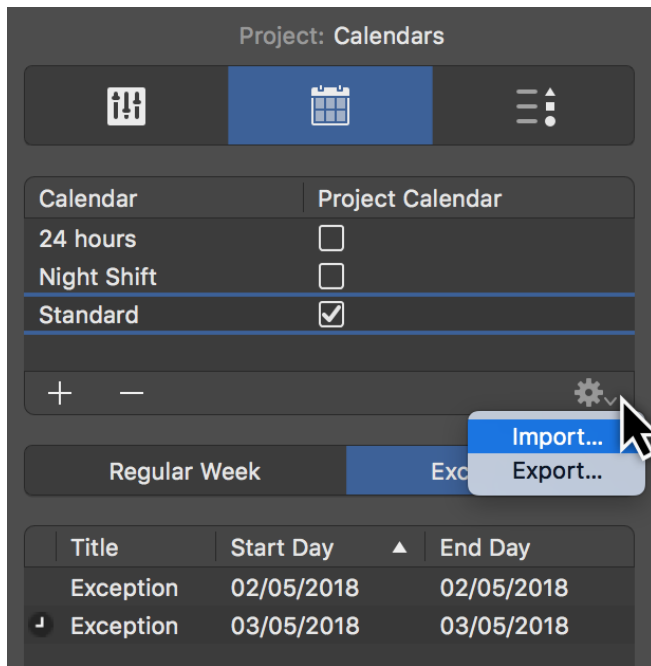 Project: Calendars
Calendar Project Calendar
24 hours
Night Shift
Standard
Import...
Regular Week Exc Export...
Title Start Day End Day
Exception 02/05/2018 02/05/2018
Exception 03/05/2018 03/05/2018